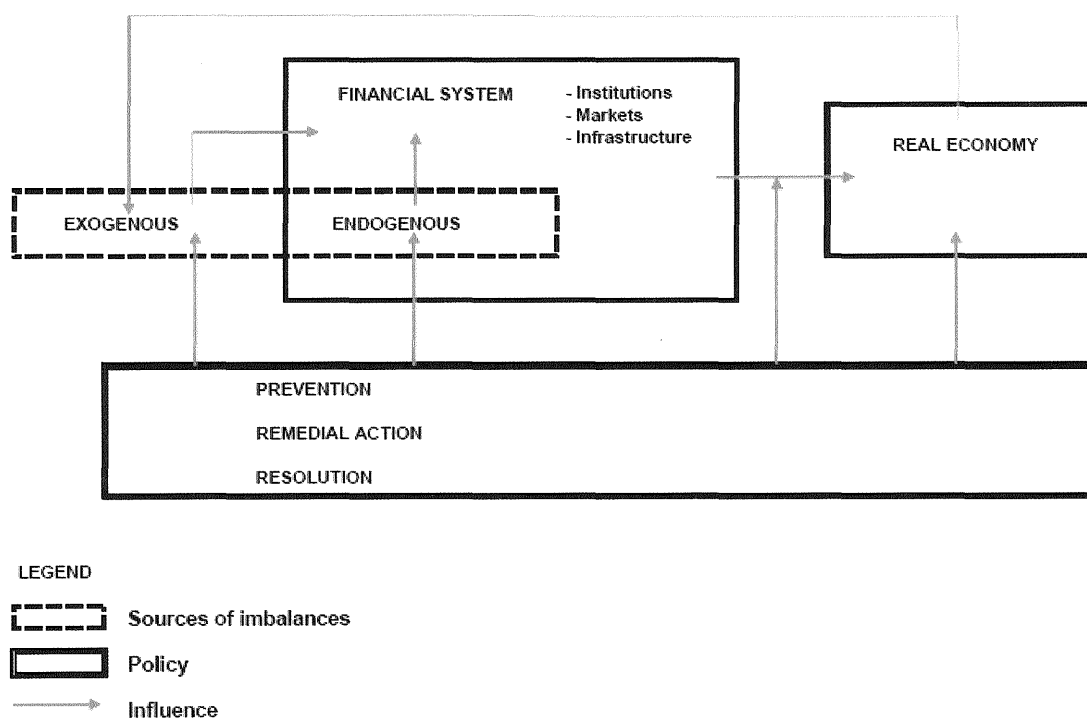 FINANCIAL SYSTEM
- Institutions
- Markets
- Infrastructure
REAL ECONOMY
EXOGENOUS
ENDOGENOUS
PREVENTION
REMEDIAL ACTION
RESOLUTION
LEGEND
Sources of imbalances
Policy
Influence